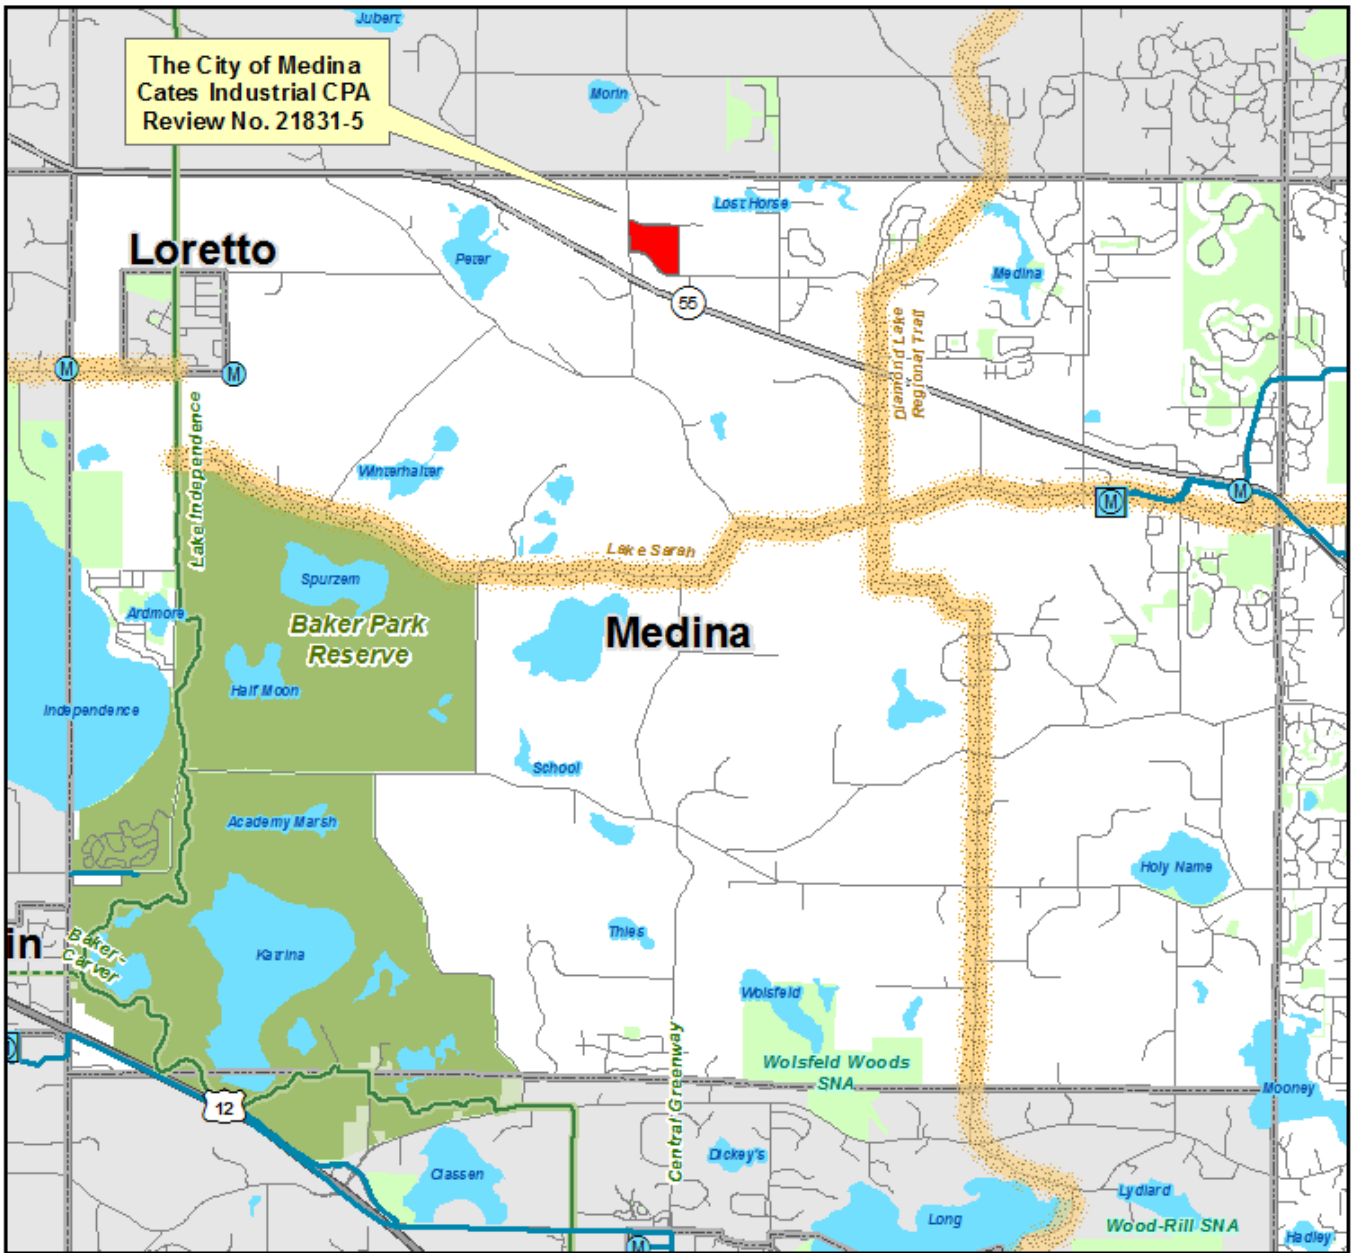 Jubert
The City of Medina
Cates Industrial CPA
Review No. 21831-5
Morin
Lost Horse
Loretto
Peter
Medina
55
Diamond Lake
Regional Trail
M
M
Lake Independence
Winterhalter
M
M
Lake Sarah
Spurzem
Ardmore
Baker Park
Reserve
Medina
Half Moon
Independence
School
Academy Marsh
Holy Name
Thies
in
Baker-
Carver
Katrina
Wolsfeld
Central Greenway
Wolsfeld Woods
SNA
Mooney
12
Dickey's
Classen
Lydiard
Long
Wood-Rill SNA
Hadley
M